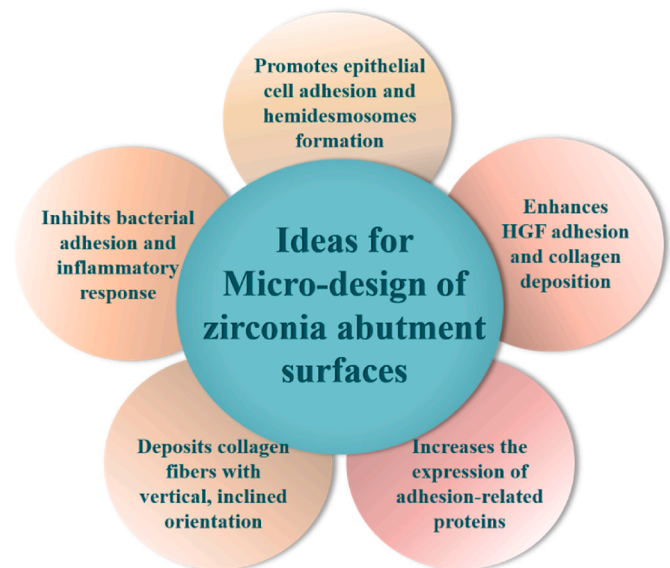 Promotes epithelial
cell adhesion and
hemidesmosomes
formation
Enhances
HGF adhesion
and collagen
deposition
Increases the
expression of
adhesion-related
proteins
Deposits collagen
fibers with
vertical, inclined
orientation
Inhibits bacterial
adhesion and
inflammatory
response
Ideas for
Micro-design of
zirconia abutment
surfaces